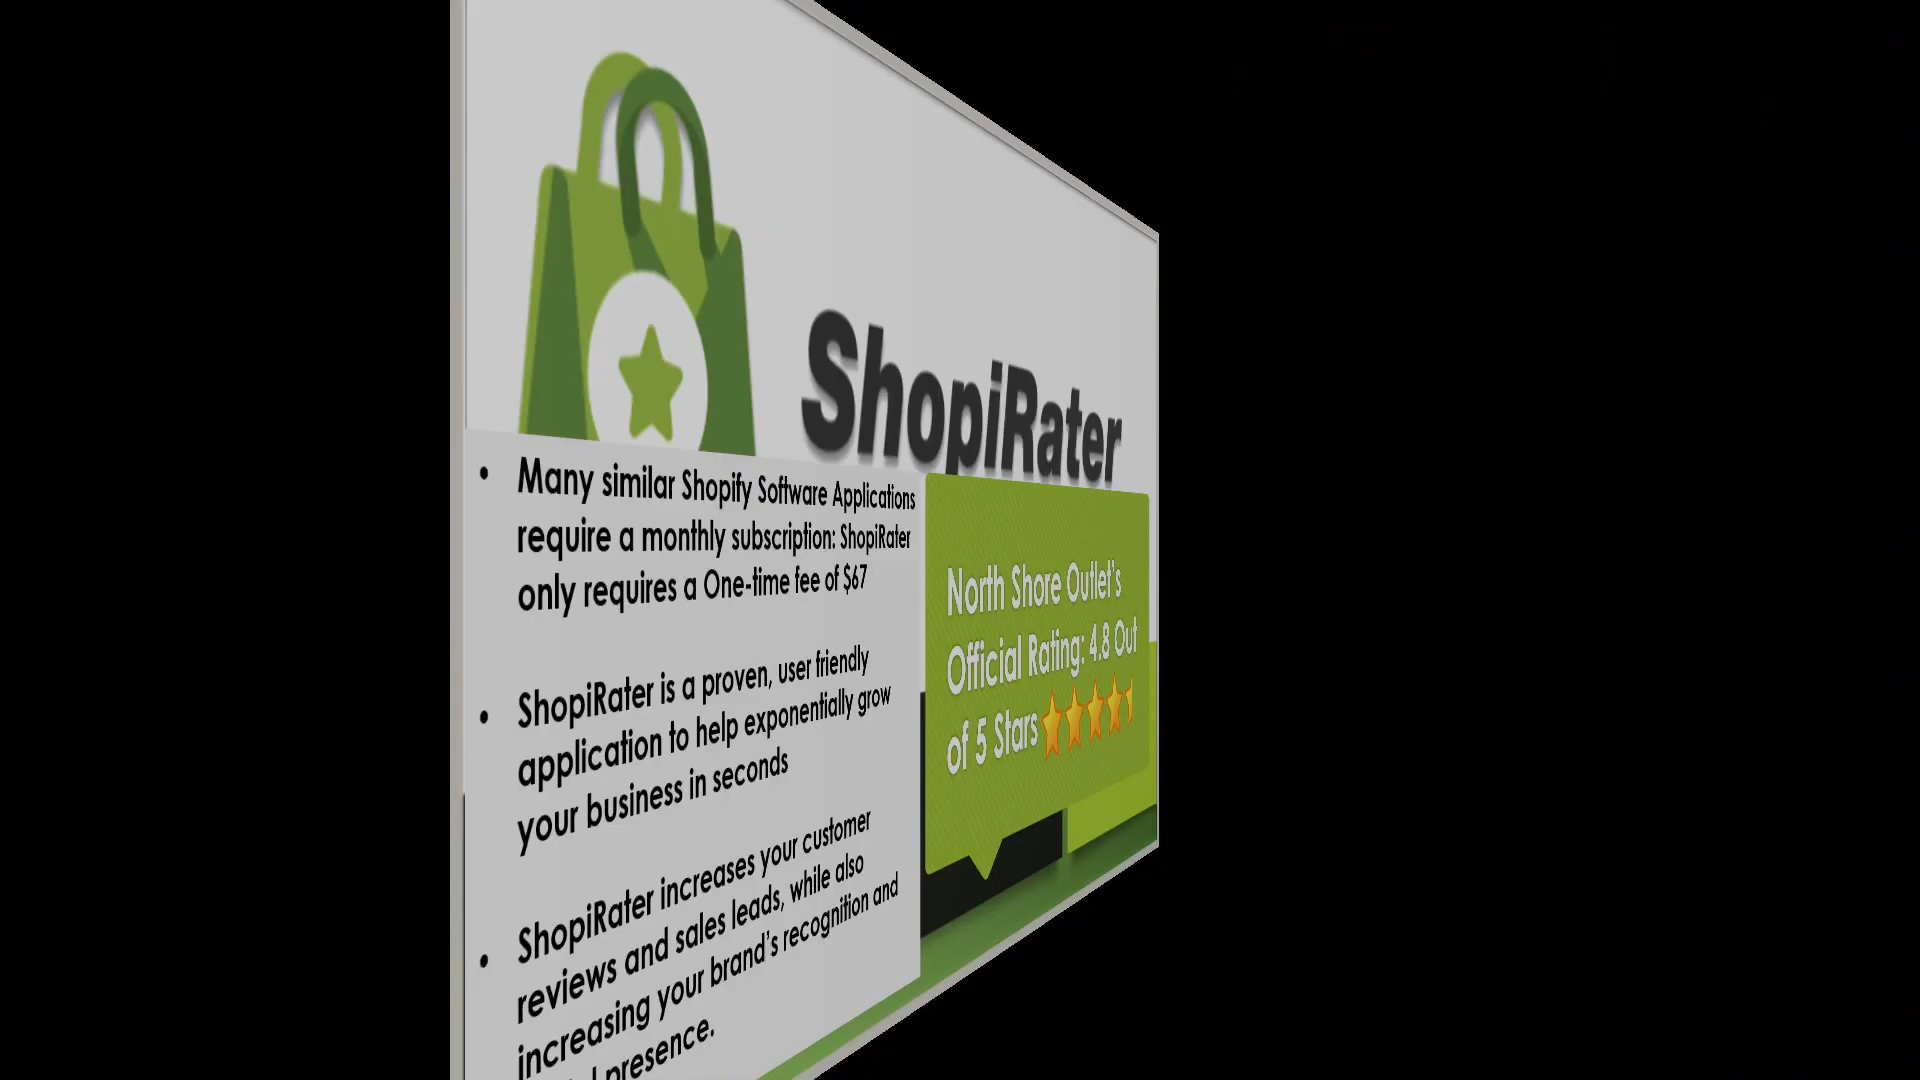 ShopiRater
• Many similar Shopify Software Applications
require a monthly subscription: ShopiRater
only requires a One-time fee of $67
• ShopiRater is a proven, user friendly
application to help exponentially grow
your business in seconds
• ShopiRater increases your customer
reviews and sales leads, while also
increasing your brand's recognition and
presence.
North Shore Outlet's
Official Rating: 4.8 Out
of 5 Stars